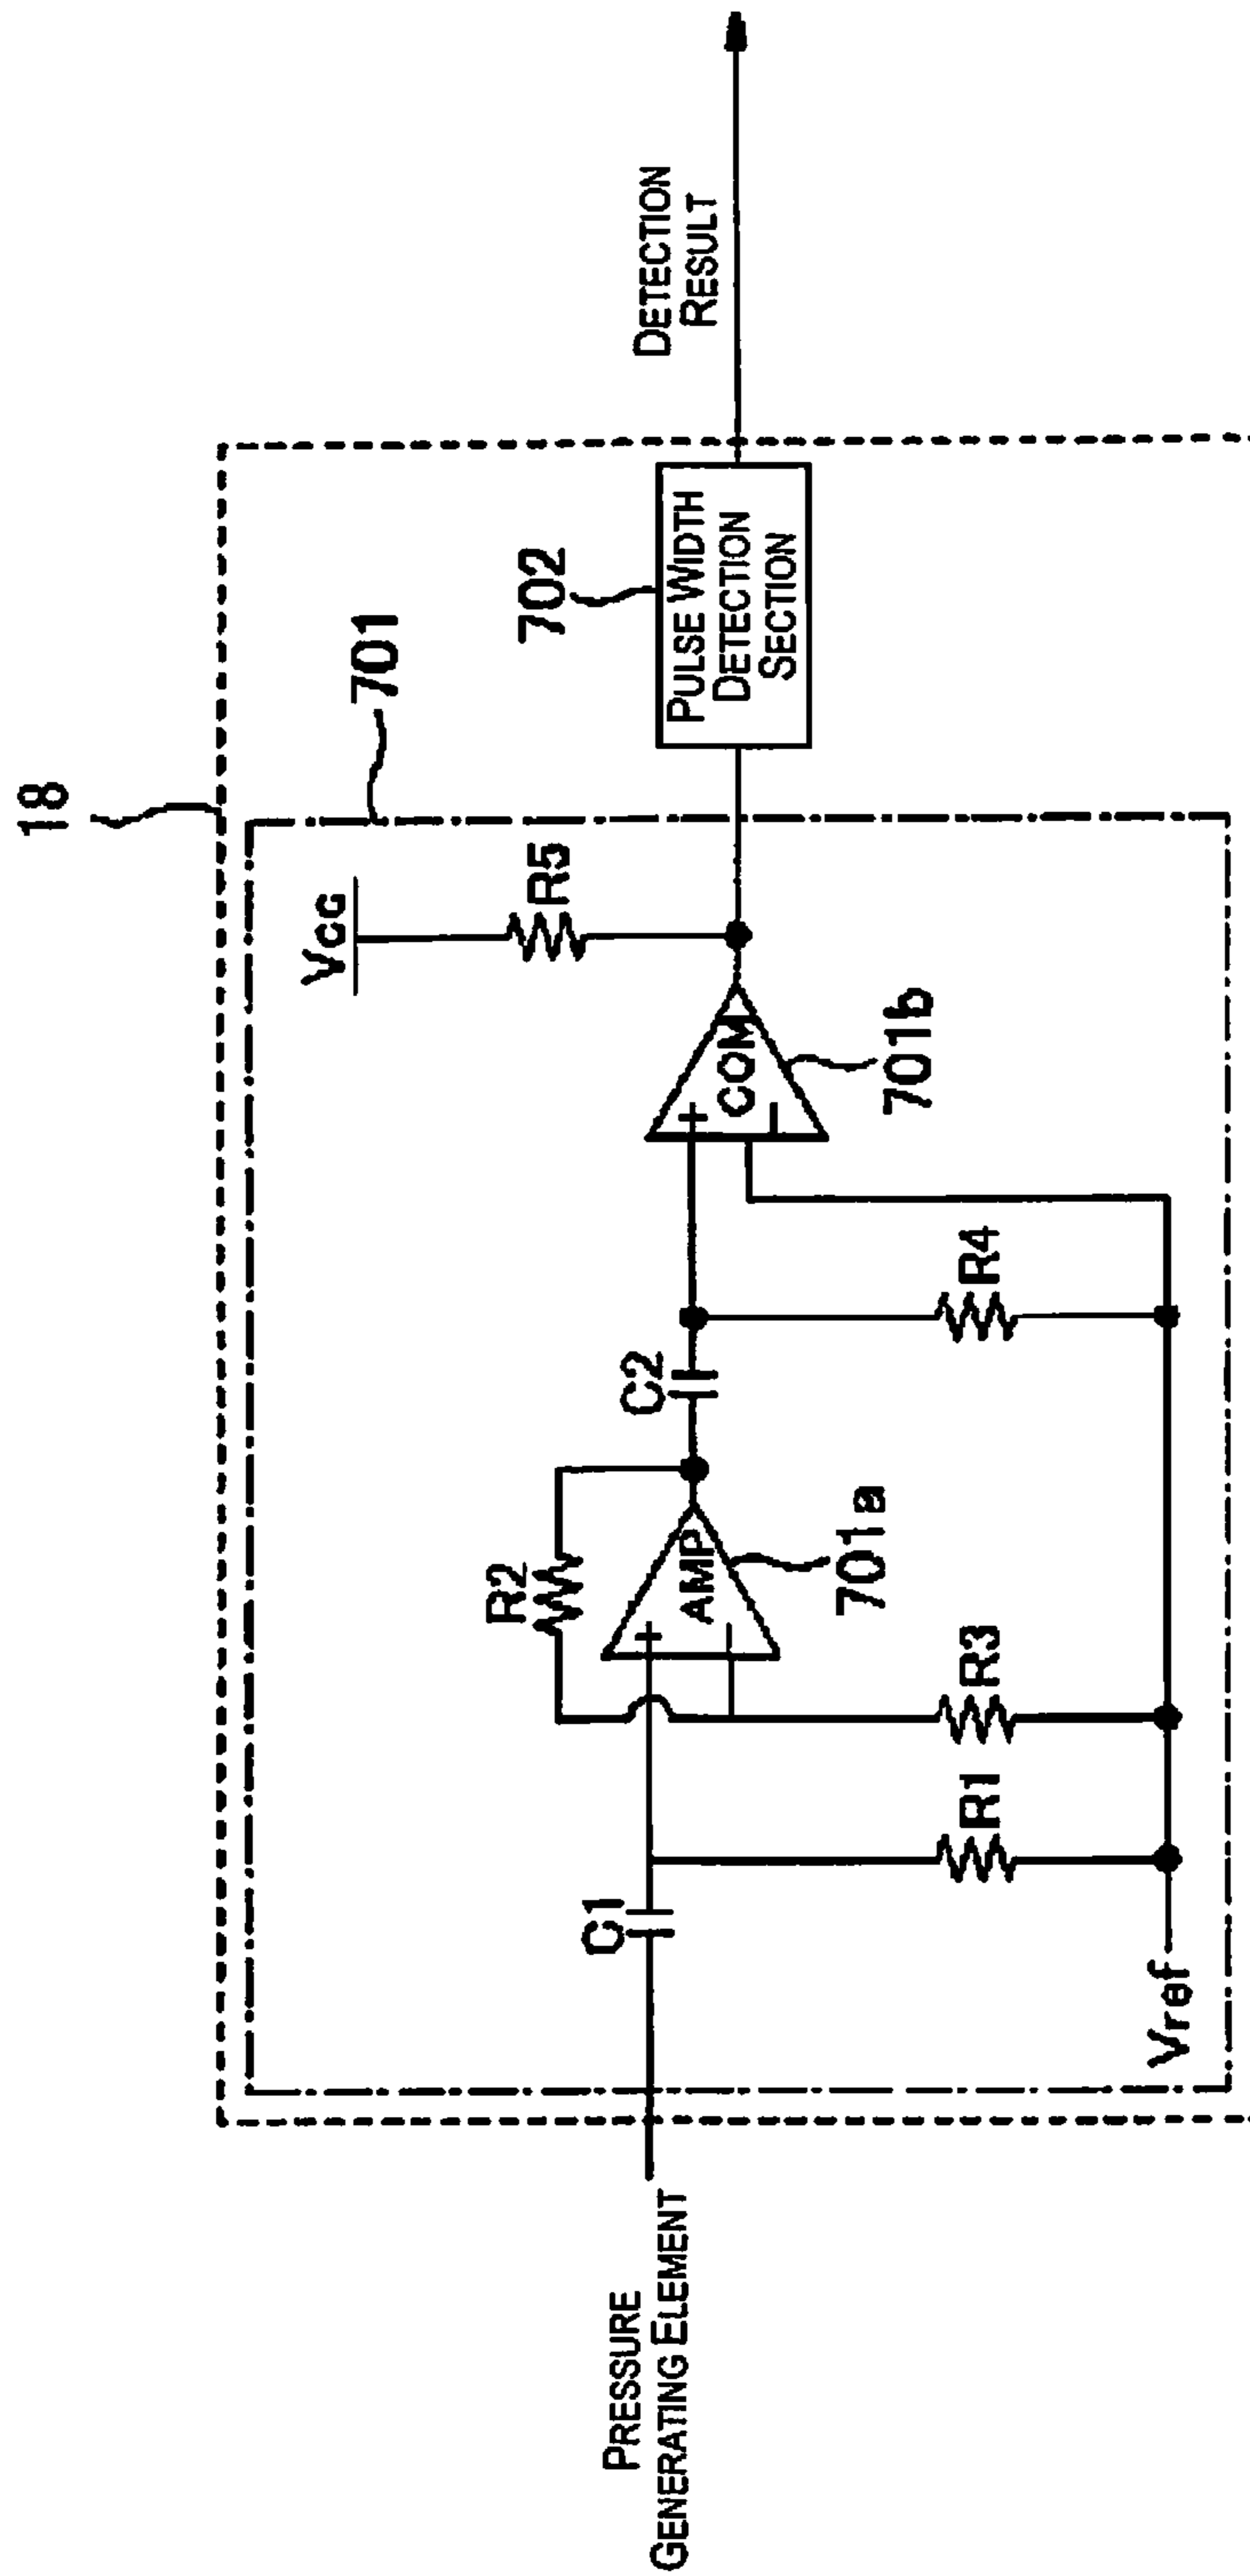 18
701
702
VCG
R5
PULSE WIDTH
DETECTION
SECTION
DETECTION
RESULT
R2
C2
COM
701b
AMP
701a
C1
R1
R3
R4
Vref
PRESSURE
GENERATING ELEMENT